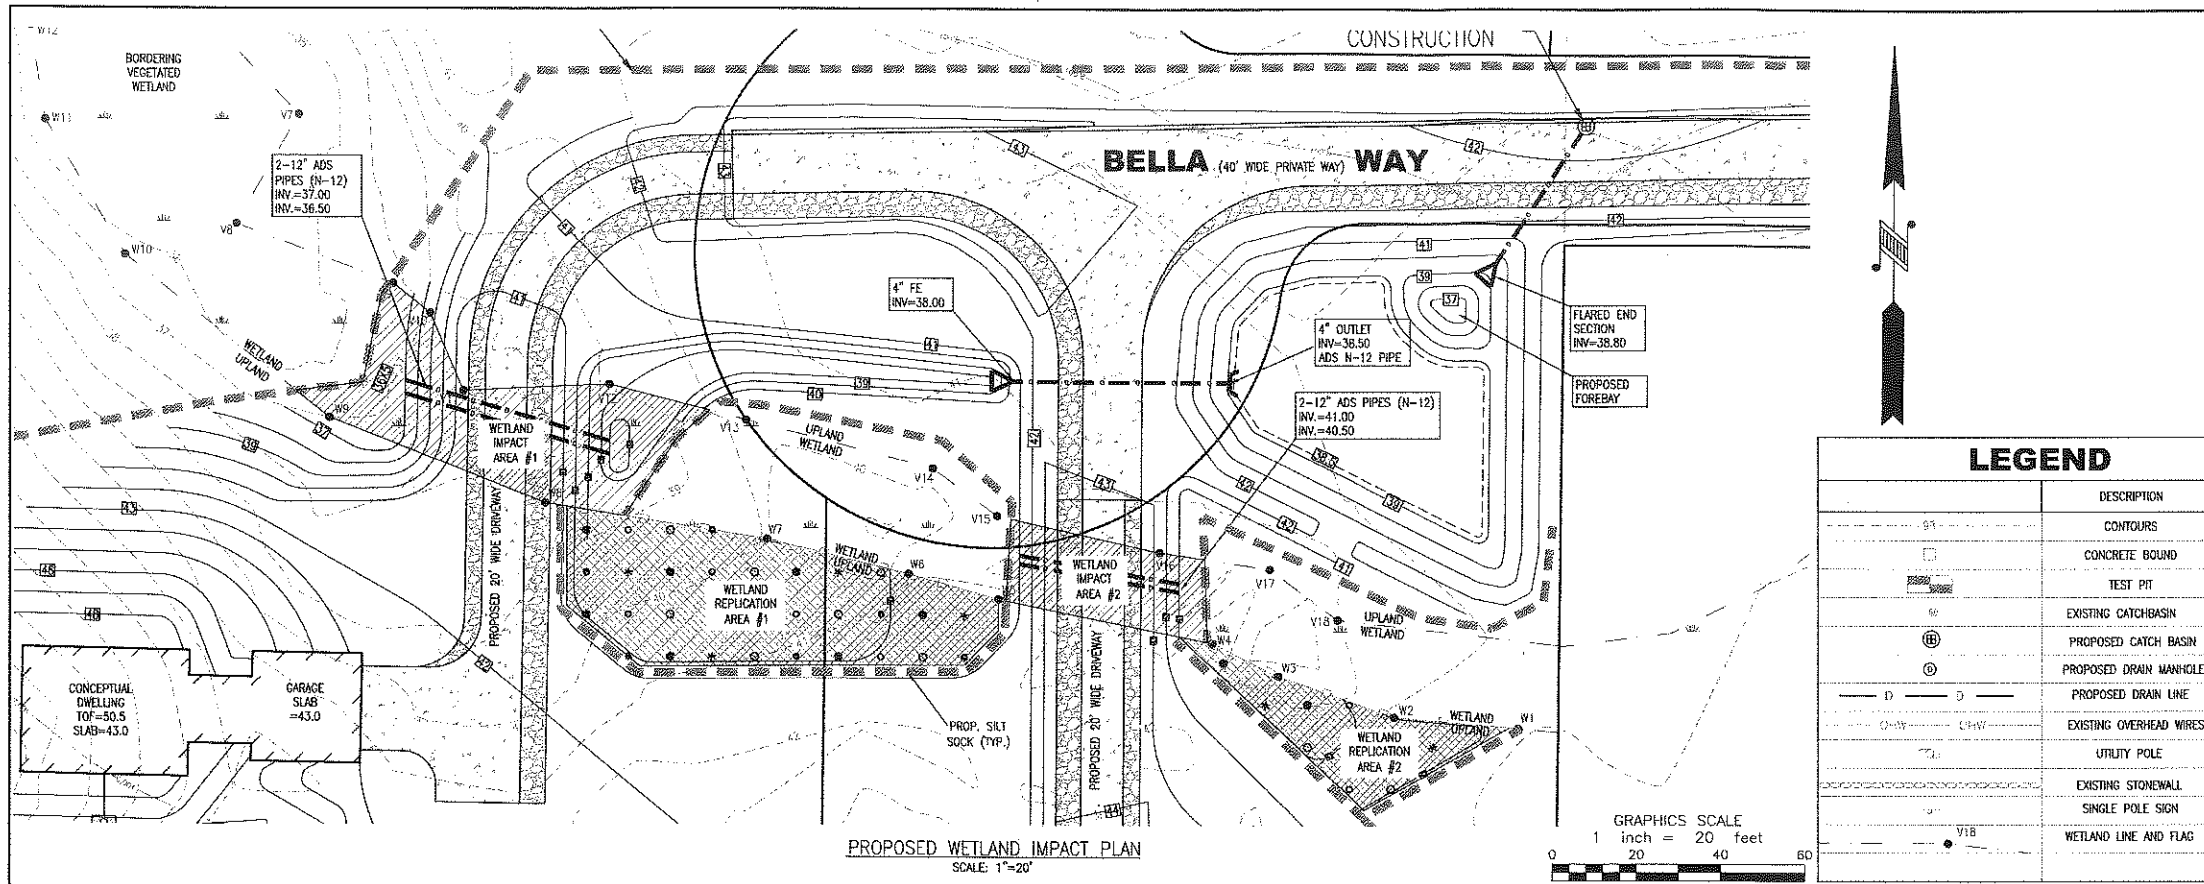 W12
BORDERING
VEGETATED
WETLAND
W11
V7
V8
W10
2-12" ADS
PIPES (N-12)
INV.=37.00
INV.=36.50
CONSTRUCTION
BELLA (40' WIDE PRIVATE WAY) WAY
43
42
42
41
42
41
39
37
4" FE
INV=38.00
4" OUTLET
INV=38.50
ADS N-12 PIPE
FLARED END
SECTION
INV=38.80
PROPOSED
FOREBAY
2-12" ADS PIPES (N-12)
INV.=41.00
INV.=40.50
WETLAND
UPLAND
W9
37
39
41
V12
41
39
40
V13
UPLAND
WETLAND
V14
V15
WETLAND
IMPACT
AREA #1
42
43
38.5
39
42
42
41
43
46
48
PROPOSED 20' WIDE DRIVEWAY
42
W7
WETLAND
UPLAND
W6
WETLAND
REPLICATION
AREA #1
WETLAND
IMPACT
AREA #2
V16
V17
V18
UPLAND
WETLAND
W4
W3
W2
WETLAND
UPLAND
W1
WETLAND
REPLICATION
AREA #2
PROPOSED 20' WIDE DRIVEWAY
44
CONCEPTUAL
DWELLING
TOF=50.5
SLAB=43.0
GARAGE
SLAB
=43.0
PROP. SILT
SOCK (TYP.)
PROPOSED WETLAND IMPACT PLAN
SCALE: 1"=20'
GRAPHICS SCALE
1 inch = 20 feet
0 20 40 60
LEGEND
DESCRIPTION
CONTOURS
CONCRETE BOUND
TEST PIT
EXISTING CATCHBASIN
PROPOSED CATCH BASIN
PROPOSED DRAIN MANHOLE
D D PROPOSED DRAIN LINE
EXISTING OVERHEAD WIRES
UTILITY POLE
EXISTING STONEWALL
SINGLE POLE SIGN
V18 WETLAND LINE AND FLAG